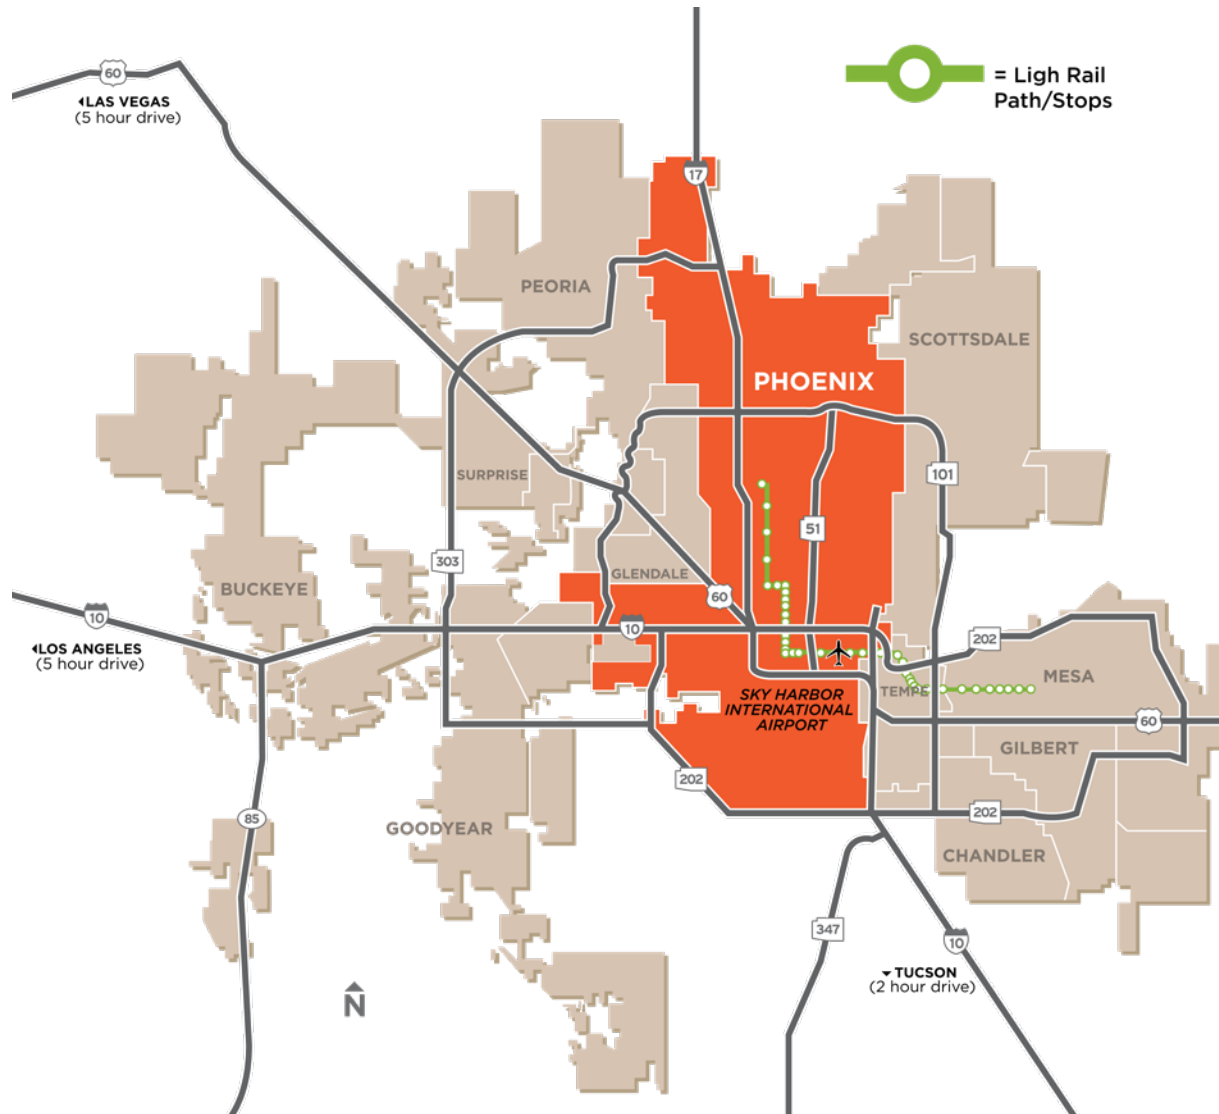 = Ligh Rail
Path/Stops
60
◂LAS VEGAS
(5 hour drive)
17
PEORIA
SCOTTSDALE
PHOENIX
SURPRISE
101
51
303
GLENDALE
BUCKEYE
60
10
10
202
◂LOS ANGELES
(5 hour drive)
MESA
TEMPE
SKY HARBOR
INTERNATIONAL
AIRPORT
60
GILBERT
202
85
GOODYEAR
202
CHANDLER
347
10
▾TUCSON
(2 hour drive)
N